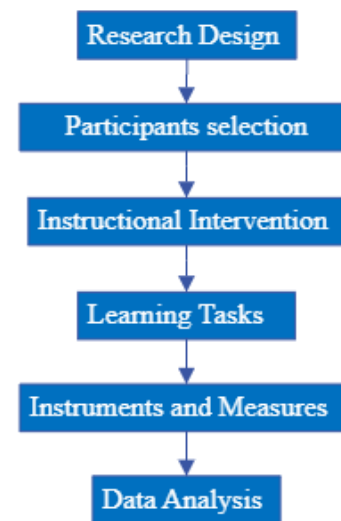 Research Design
Participants selection
Instructional Intervention
Learning Tasks
Instruments and Measures
Data Analysis